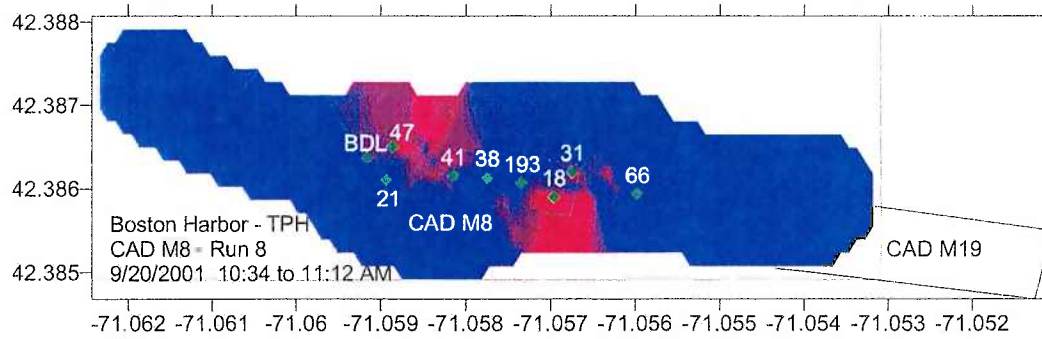 42.388
42.387
42.386
42.385
BDL 47
21
41
38
193
18
31
66
CAD M8
Boston Harbor - TPH
CAD M8 - Run 8
9/20/2001 10:34 to 11:12 AM
CAD M19
-71.062 -71.061 -71.06 -71.059 -71.058 -71.057 -71.056 -71.055 -71.054 -71.053 -71.052